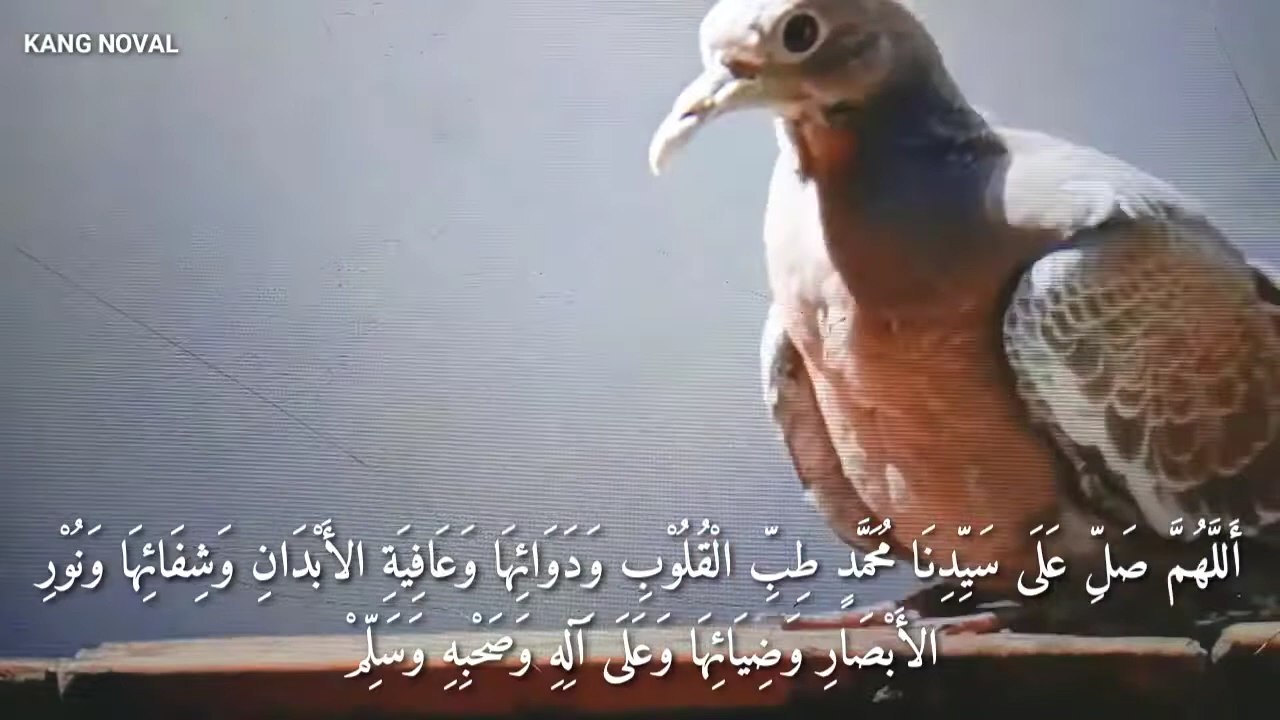 KANG NOVAL
أَللَّهُمَّ صَلِّ عَلَى سَيِّدِنَا مُحَمَّدٍ طِبِّ الْقُلُوْبِ وَدَوَائِهَا وَعَافِيَةِ الأَبْدَانِ وَشِفَائِهَا وَنُوْرِ
الأَبْصَارِ وَضِيَائِهَا وَعَلَى آلِهِ وَصَحْبِهِ وَسَلِّمْ